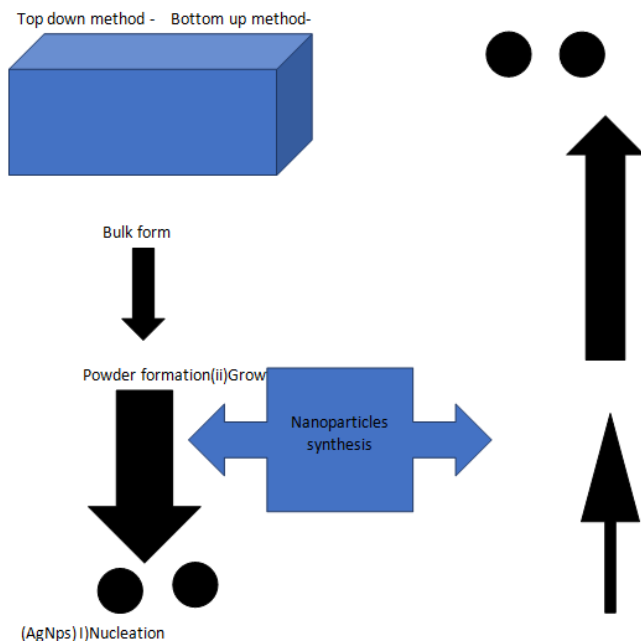 Top down method - Bottom up method-
Bulk form
Powder formation(ii)Grow
Nanoparticles
synthesis
(AgNps) I)Nucleation